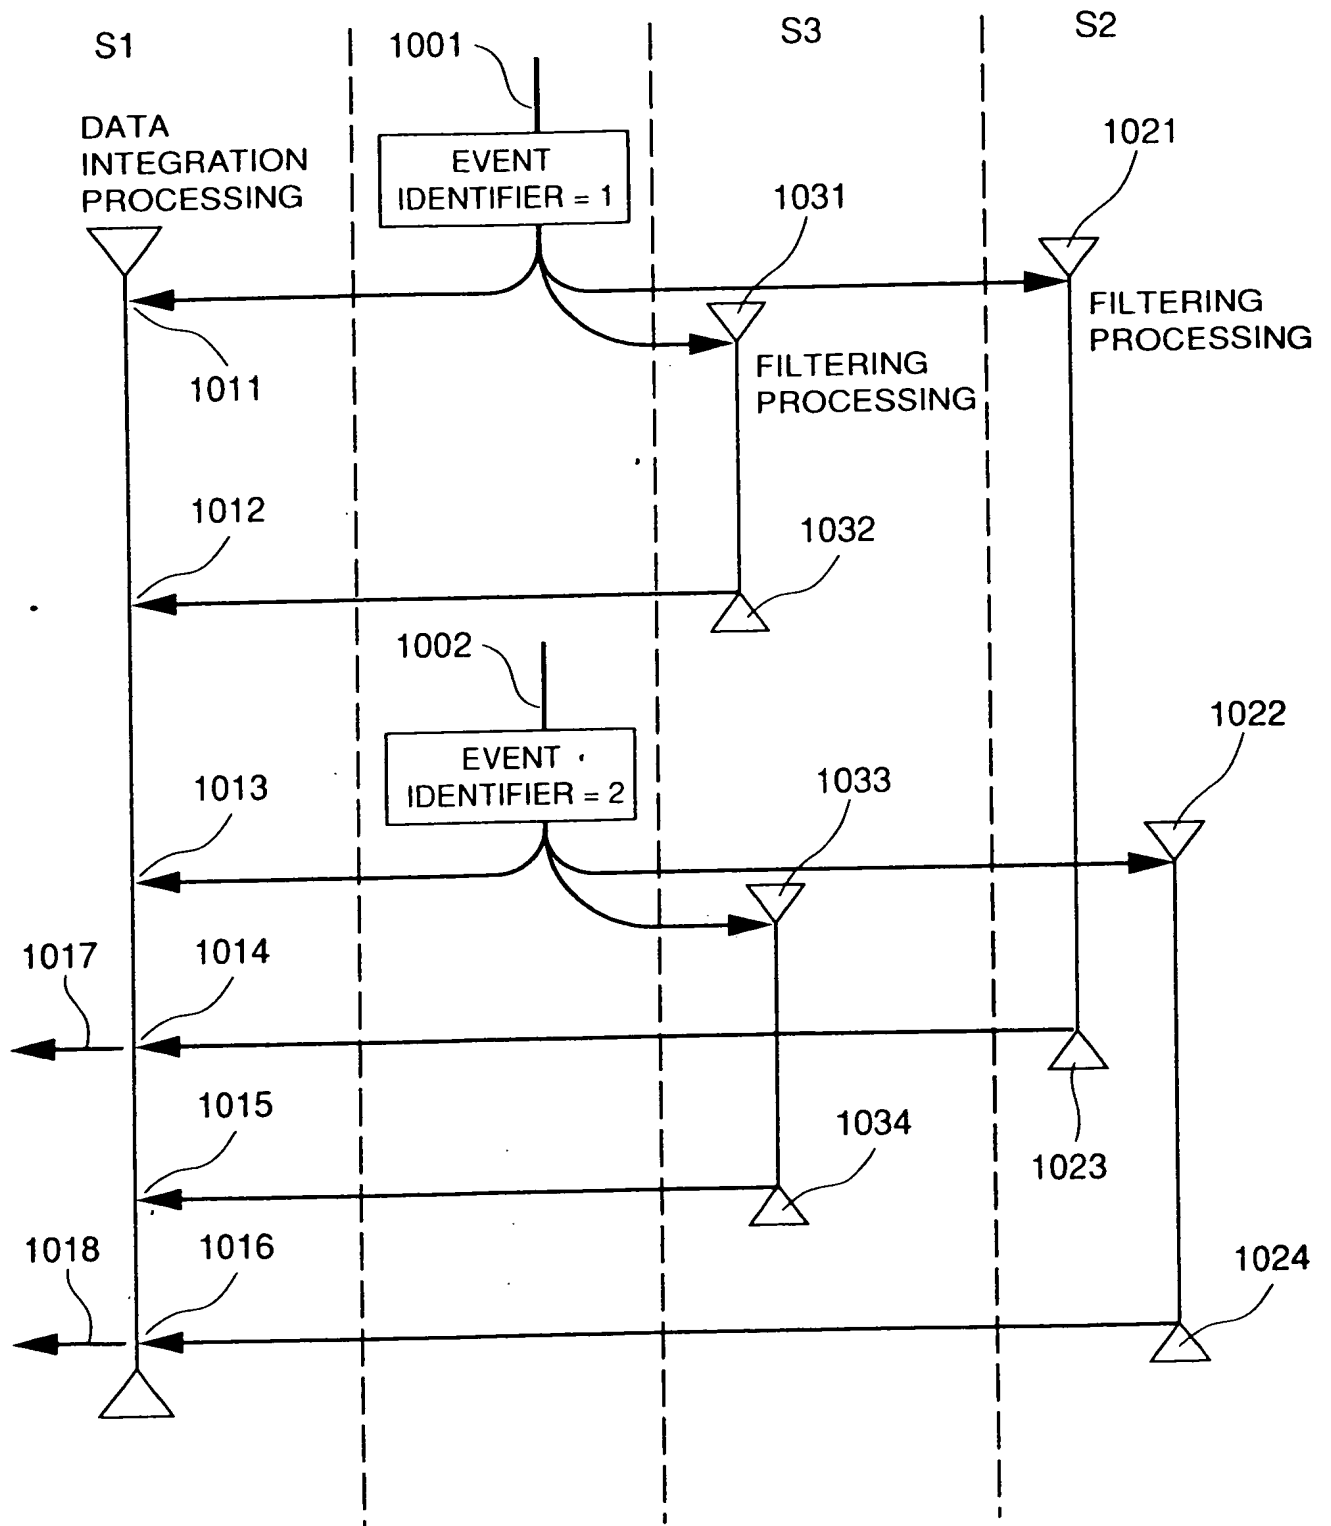 S1
S3
S2
1001
DATA
INTEGRATION
PROCESSING
EVENT
IDENTIFIER = 1
1021
1031
FILTERING
PROCESSING
1011
FILTERING
PROCESSING
1012
1032
1002
EVENT
IDENTIFIER = 2
1022
1013
1033
1017
1014
1015
1034
1023
1018
1016
1024